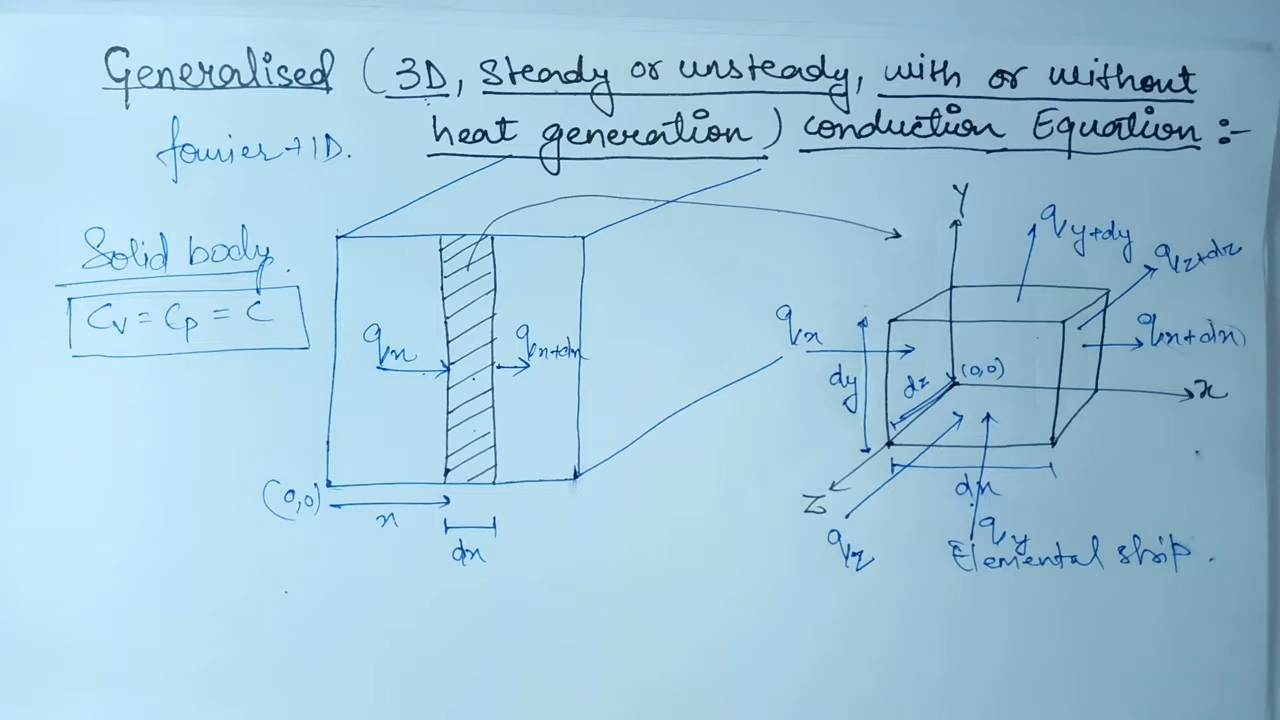 Generalised (3D, steady or unsteady, with or without
heat generation) conduction Equation :-
fourier → 1D.
Solid body.
Cv = Cp = C
qx
qx+dx
(0,0)
x
dx
Y
qy+dy
qz+dz
qx
qx+dx
dy
dz
(0,0)
x
Z
dx
qz
qy
Elemental strip.